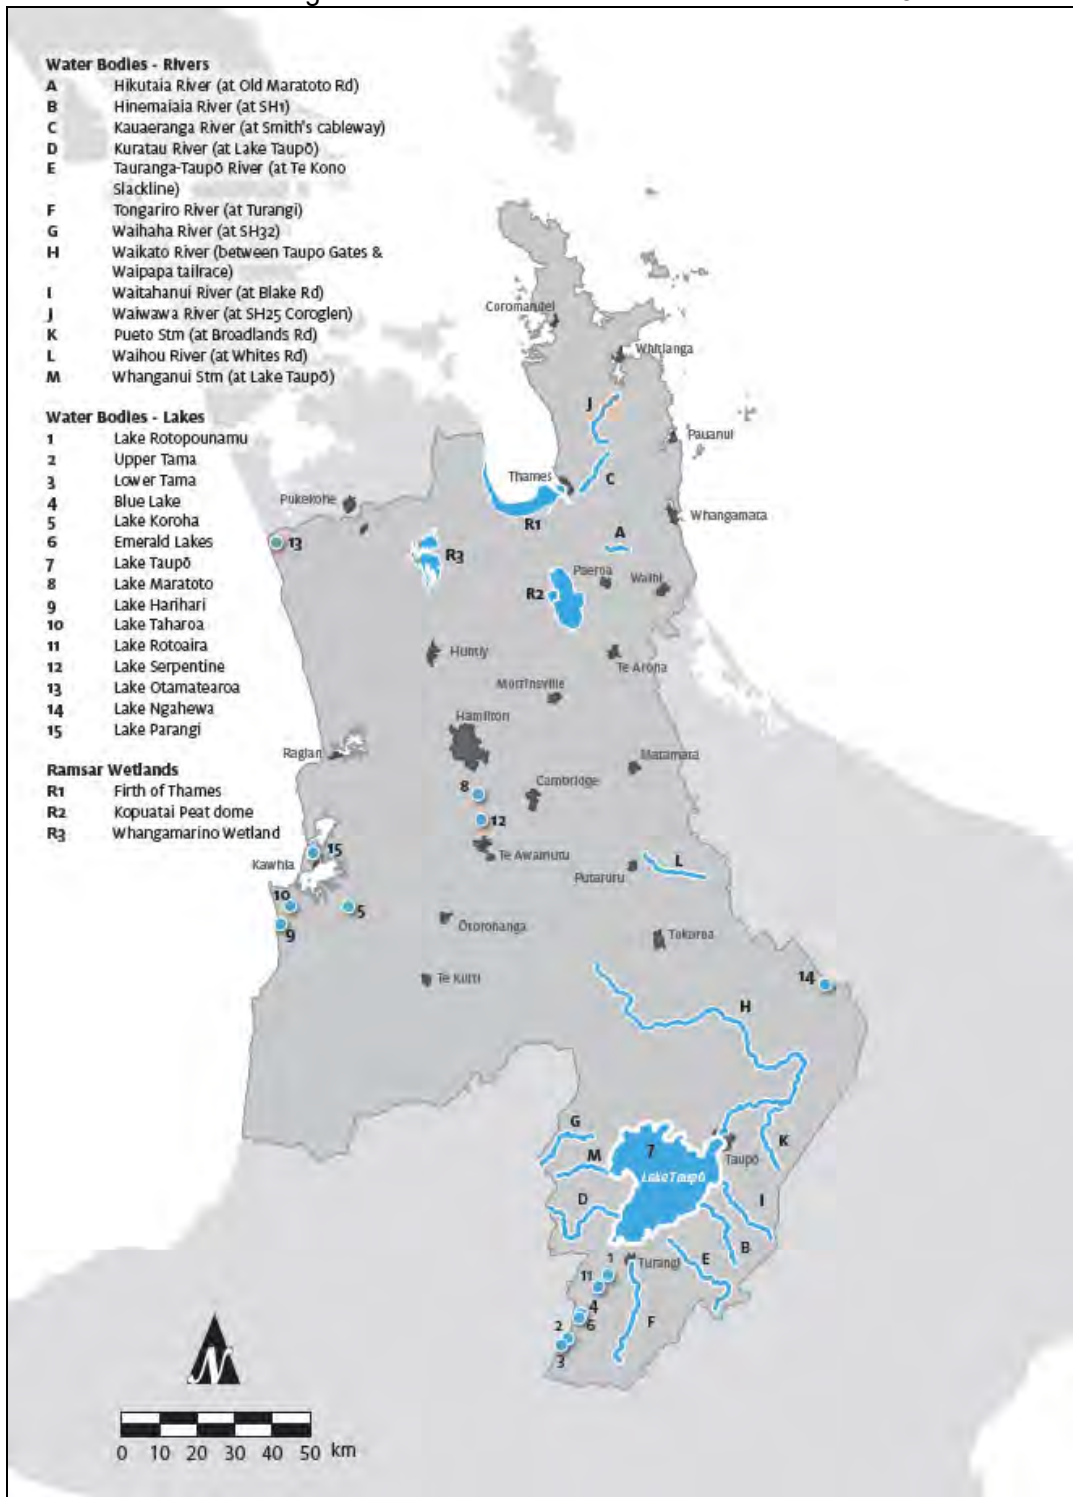 Water Bodies - Rivers
A Hikutaia River (at Old Maratoto Rd)
B Hinemaiaia River (at SH1)
C Kauaeranga River (at Smith's cableway)
D Kuratau River (at Lake Taupō)
E Tauranga-Taupō River (at Te Kono
Slackline)
F Tongariro River (at Turangi)
G Waihaha River (at SH32)
H Waikato River (between Taupo Gates &
Waipapa tailrace)
I Waitahanui River (at Blake Rd)
J Waiwawa River (at SH25 Coroglen)
K Pueto Stm (at Broadlands Rd)
L Waihou River (at Whites Rd)
M Whanganui Stm (at Lake Taupō)
Water Bodies - Lakes
1 Lake Rotopounamu
2 Upper Tama
3 Lower Tama
4 Blue Lake
5 Lake Koroha
6 Emerald Lakes
7 Lake Taupō
8 Lake Maratoto
9 Lake Harihari
10 Lake Taharoa
11 Lake Rotoaira
12 Lake Serpentine
13 Lake Otamatearoa
14 Lake Ngahewa
15 Lake Parangi
Ramsar Wetlands
R1 Firth of Thames
R2 Kopuatai Peat dome
R3 Whangamarino Wetland
Coromandel
Whitianga
J
Pauanui
Thames
C
Pukekohe
R1
Whangamata
A
13
R3
Paeroa
Waihi
R2
Huntly
Te Aroha
Morrinsville
Hamilton
Raglan
Matamata
8
Cambridge
12
15
Te Awamutu
L
Kawhia
Putaruru
10
5
Ōtorohanga
9
Tokoroa
Te Kuiti
14
H
G
K
7
M
Taupō
Lake Taupō
D
I
B
1
Turangi
E
11
4
6
F
2
3
N
0 10 20 30 40 50 km